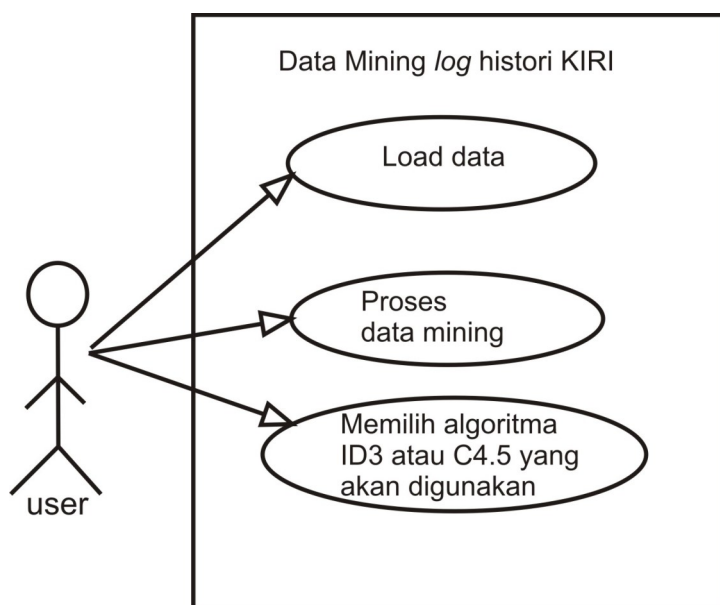 Data Mining log histori KIRI
Load data
Proses
data mining
Memilih algoritma
ID3 atau C4.5 yang
akan digunakan
user